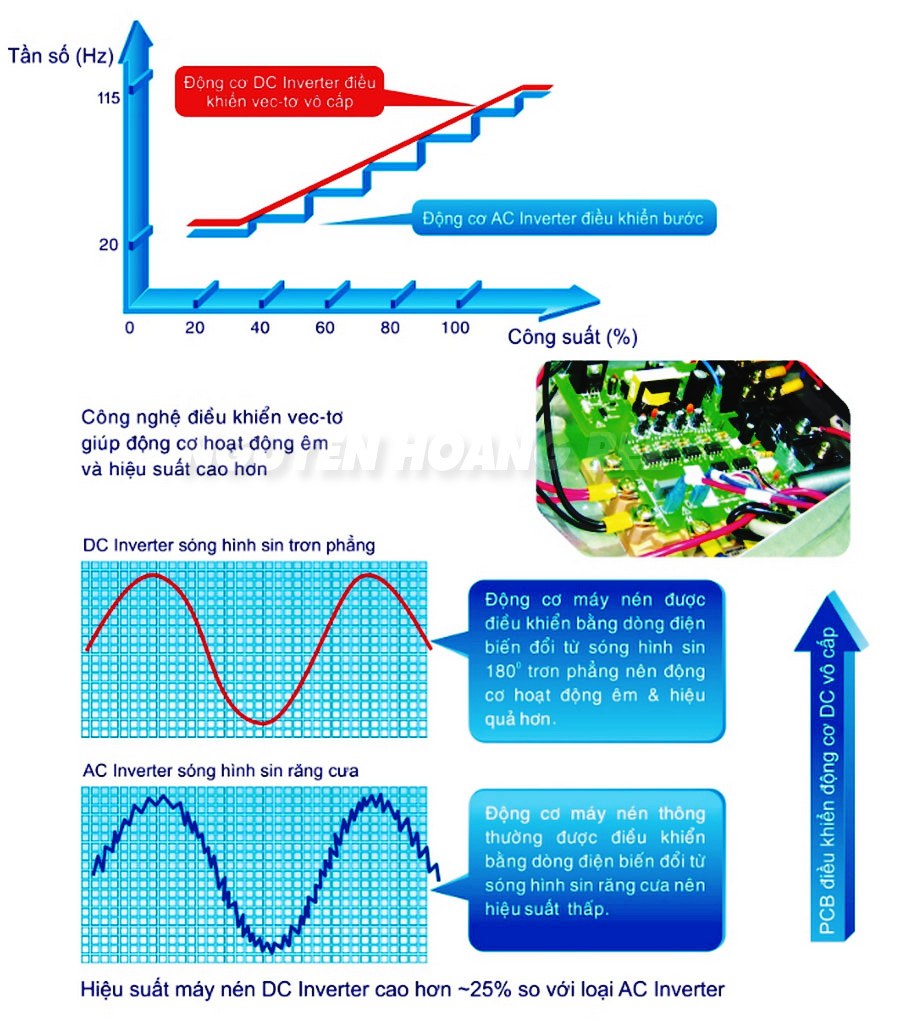 Tần số (Hz)
115
20
Động cơ DC Inverter điều
khiển vec-tơ vô cấp
Động cơ AC Inverter điều khiển bước
0 20 40 60 80 100
Công suất (%)
Công nghệ điều khiển vec-tơ
giúp động cơ hoạt động êm
và hiệu suất cao hơn
NGUYEN HOANG
DC Inverter sóng hình sin trơn phẳng
Động cơ máy nén được
điều khiển bằng dòng điện
biến đổi từ sóng hình sin
180⁰ trơn phẳng nên động
cơ hoạt động êm & hiệu
quả hơn.
AC Inverter sóng hình sin răng cưa
Động cơ máy nén thông
thường được điều khiển
bằng dòng điện biến đổi từ
sóng hình sin răng cưa nên
hiệu suất thấp.
PCB điều khiển động cơ DC vô cấp
Hiệu suất máy nén DC Inverter cao hơn ~25% so với loại AC Inverter